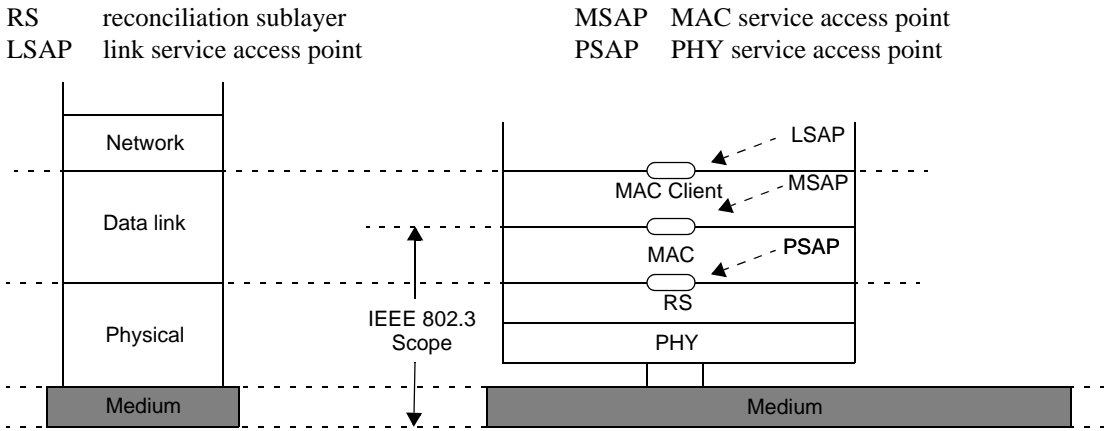 RS reconciliation sublayer MSAP MAC service access point
LSAP link service access point PSAP PHY service access point
LSAP
Network
MSAP
MAC Client
Data link
PSAP
MAC
RS
IEEE 802.3
Scope
Physical
PHY
Medium
Medium